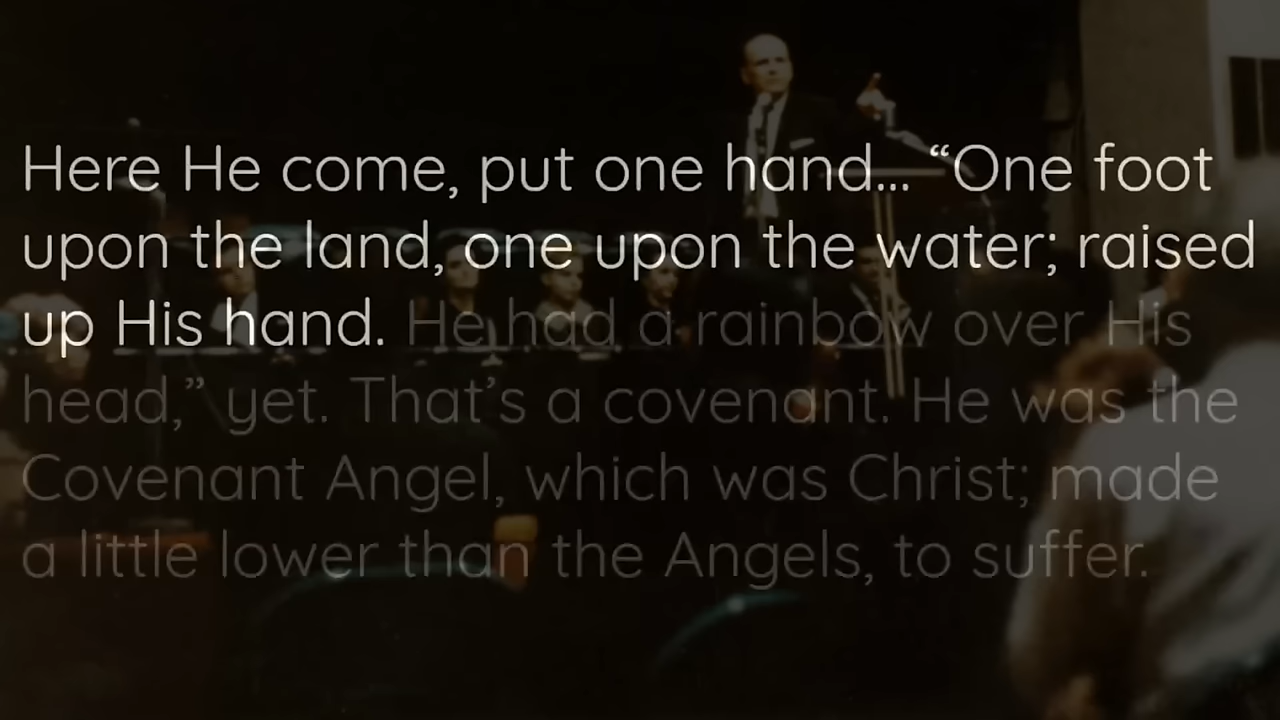 Here He come, put one hand... “One foot
upon the land, one upon the water; raised
up His hand. He had a rainbow over His
head,” yet. That’s a covenant. He was the
Covenant Angel, which was Christ; made
a little lower than the Angels, to suffer.